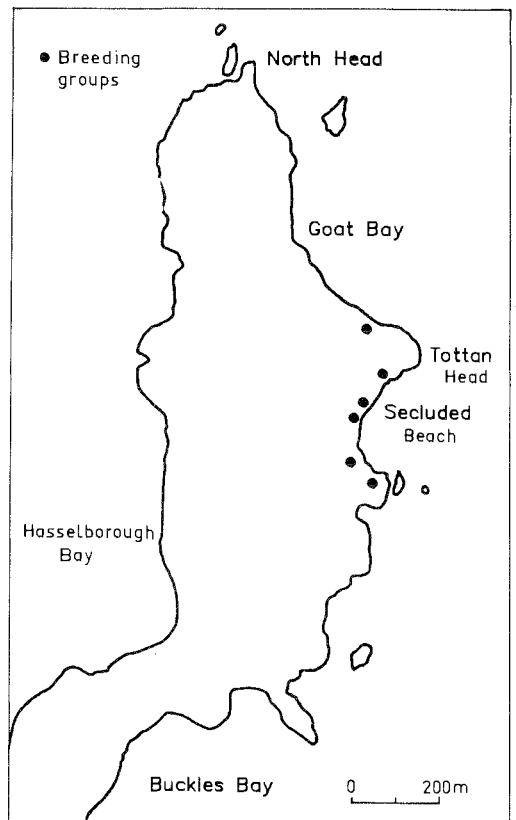 Breeding
groups
North Head
Goat Bay
Tottan
Head
Secluded
Beach
Hasselborough
Bay
Buckles Bay
0 200m